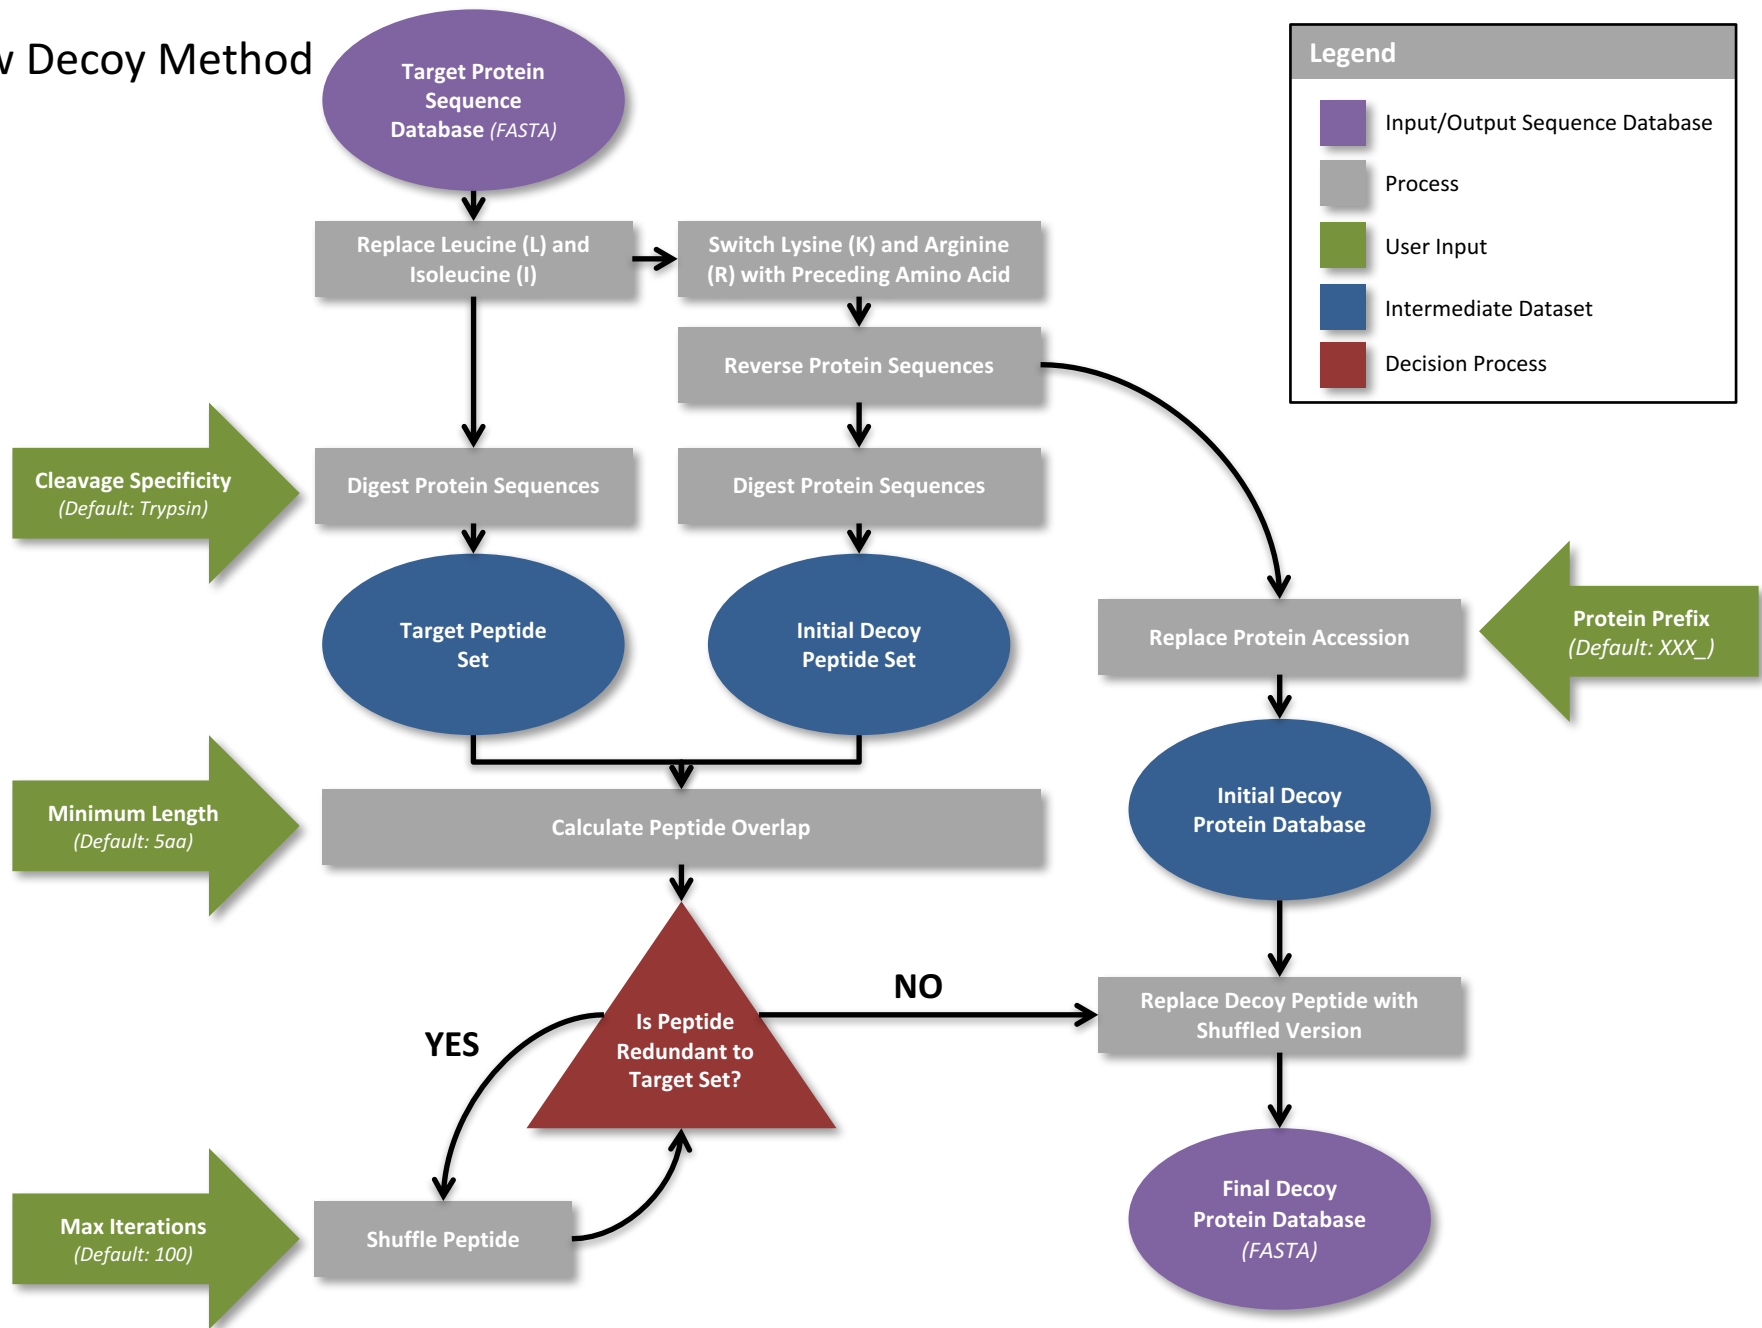 Decoy Method
Target Protein
Sequence
Database (FASTA)
Legend
Input/Output Sequence Database
Process
User Input
Intermediate Dataset
Decision Process
Replace Leucine (L) and
Isoleucine (I)
Switch Lysine (K) and Arginine
(R) with Preceding Amino Acid
Reverse Protein Sequences
Cleavage Specificity
(Default: Trypsin)
Digest Protein Sequences
Digest Protein Sequences
Target Peptide
Set
Initial Decoy
Peptide Set
Replace Protein Accession
Protein Prefix
(Default: XXX_)
Minimum Length
(Default: 5aa)
Calculate Peptide Overlap
Initial Decoy
Protein Database
Is Peptide
Redundant to
Target Set?
YES
NO
Replace Decoy Peptide with
Shuffled Version
Max Iterations
(Default: 100)
Shuffle Peptide
Final Decoy
Protein Database
(FASTA)